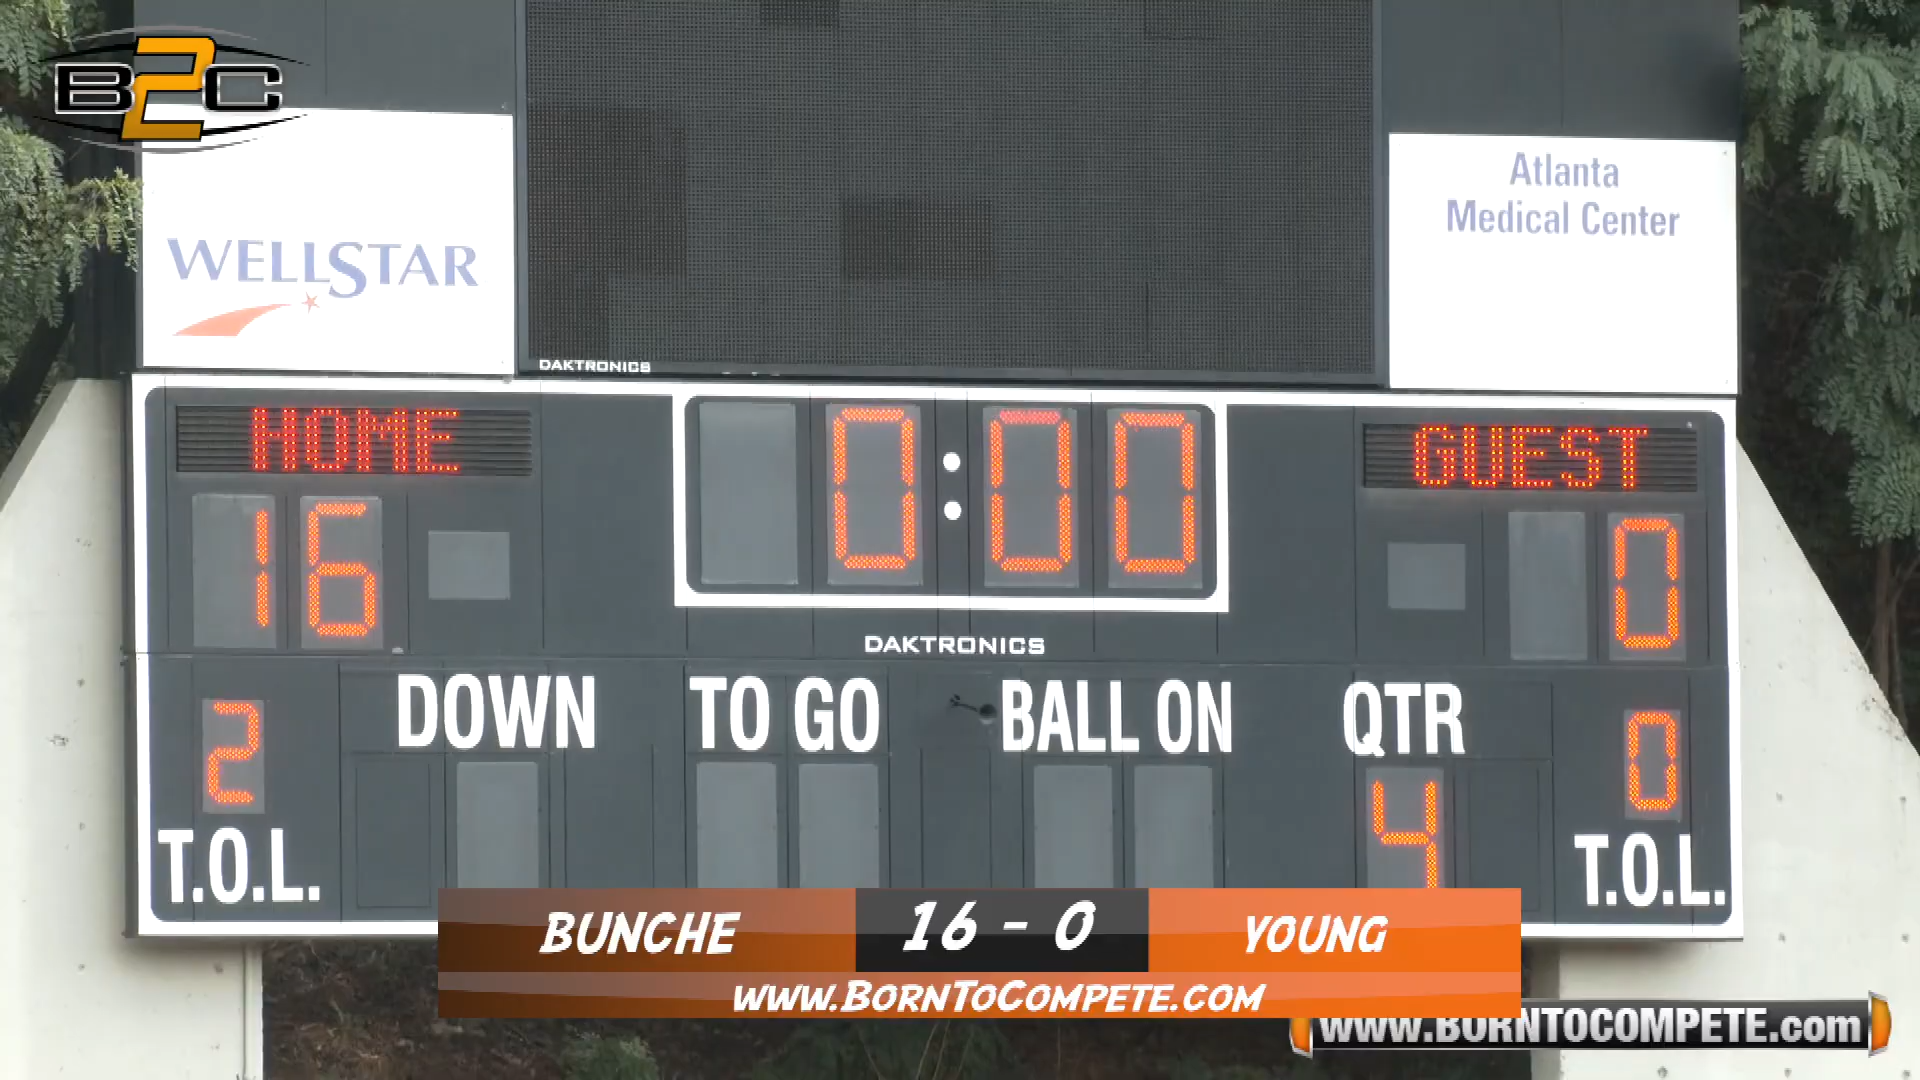 B2C
WELLSTAR
Atlanta
Medical Center
DAKTRONICS
HOME
0:00
GUEST
16
0
DAKTRONICS
DOWN
TO GO
BALL ON
QTR
2
4
0
T.O.L.
T.O.L.
BUNCHE
16 - 0
YOUNG
www.BornToCompete.com
www.BORNTOCOMPETE.com